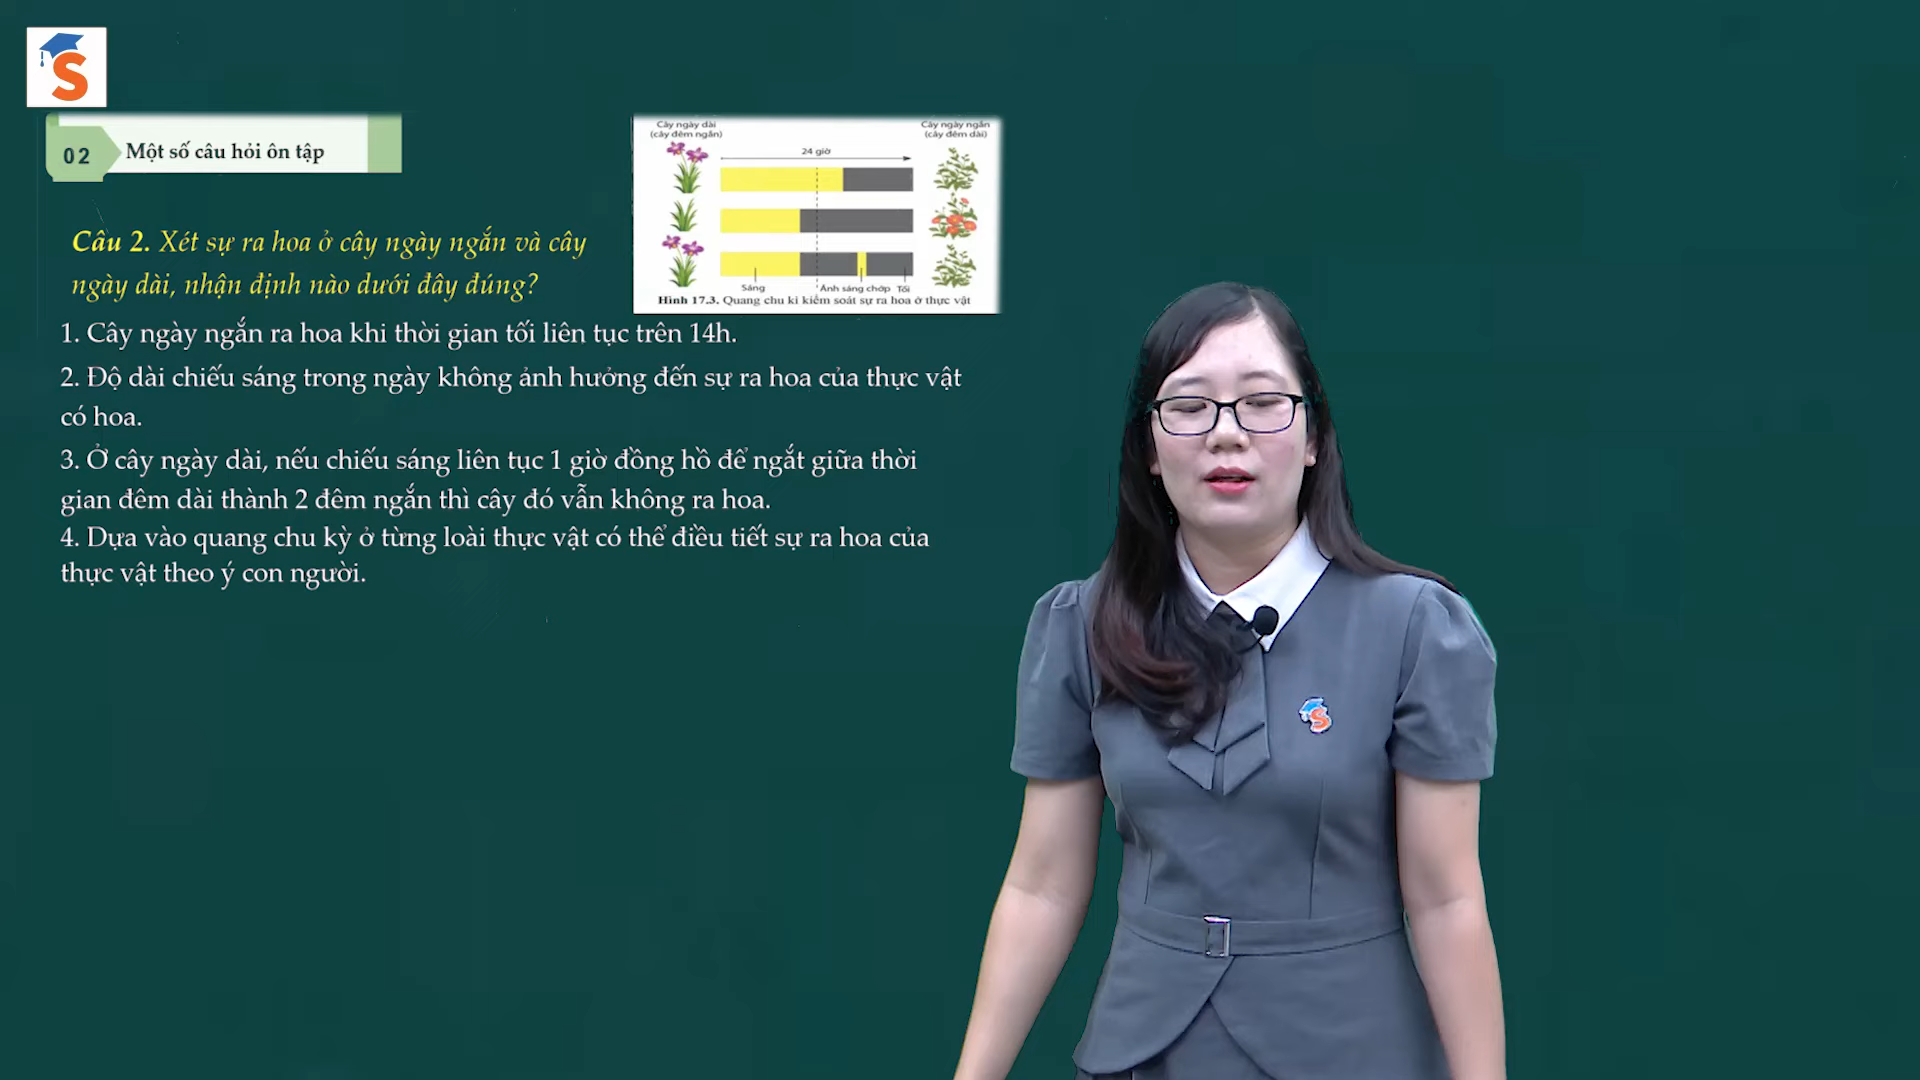 S
02
Một số câu hỏi ôn tập
Câu 2. Xét sự ra hoa ở cây ngày ngắn và cây
ngày dài, nhận định nào dưới đây đúng?
Cây ngày dài
(cây đêm ngắn)
Cây ngày ngắn
(cây đêm dài)
24 giờ
Sáng
Ánh sáng chớp
Tối
Hình 17.3. Quang chu kì kiểm soát sự ra hoa ở thực vật
1. Cây ngày ngắn ra hoa khi thời gian tối liên tục trên 14h.
2. Độ dài chiếu sáng trong ngày không ảnh hưởng đến sự ra hoa của thực vật
có hoa.
3. Ở cây ngày dài, nếu chiếu sáng liên tục 1 giờ đồng hồ để ngắt giữa thời
gian đêm dài thành 2 đêm ngắn thì cây đó vẫn không ra hoa.
4. Dựa vào quang chu kỳ ở từng loài thực vật có thể điều tiết sự ra hoa của
thực vật theo ý con người.
S